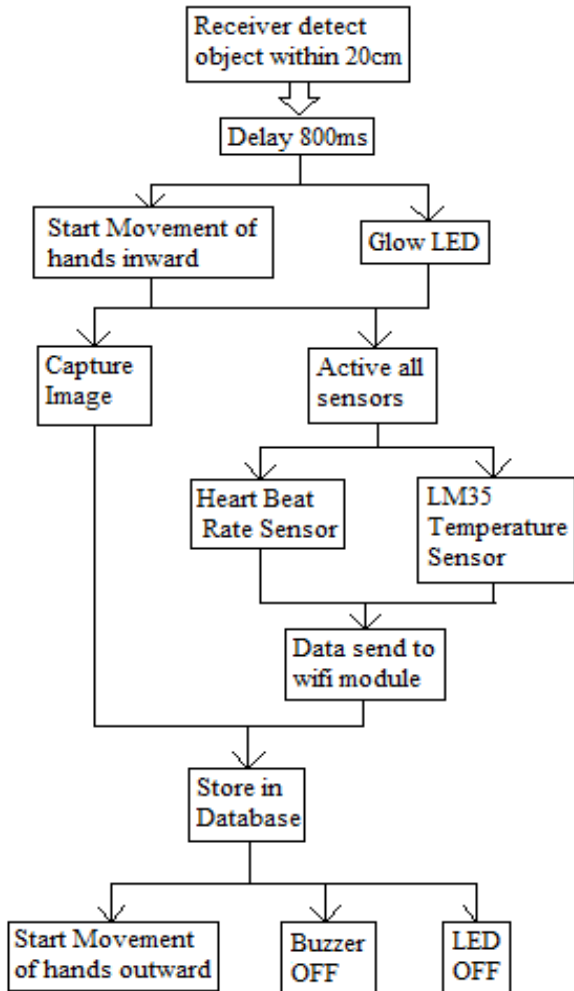 Receiver detect
object within 20cm
Delay 800ms
Start Movement of
hands inward
Glow LED
Capture
Image
Active all
sensors
Heart Beat
Rate Sensor
LM35
Temperature
Sensor
Data send to
wifi module
Store in
Database
Start Movement
of hands outward
Buzzer
OFF
LED
OFF